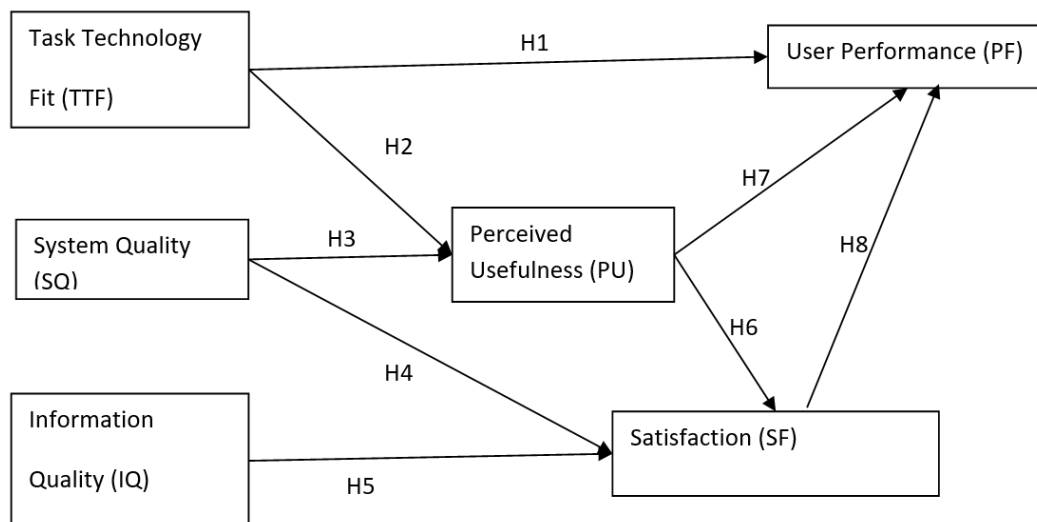 Task Technology
Fit (TTF)
H1
User Performance (PF)
H2
H7
System Quality
(SQ)
H3
Perceived
Usefulness (PU)
H8
H6
H4
Information
Quality (IQ)
H5
Satisfaction (SF)